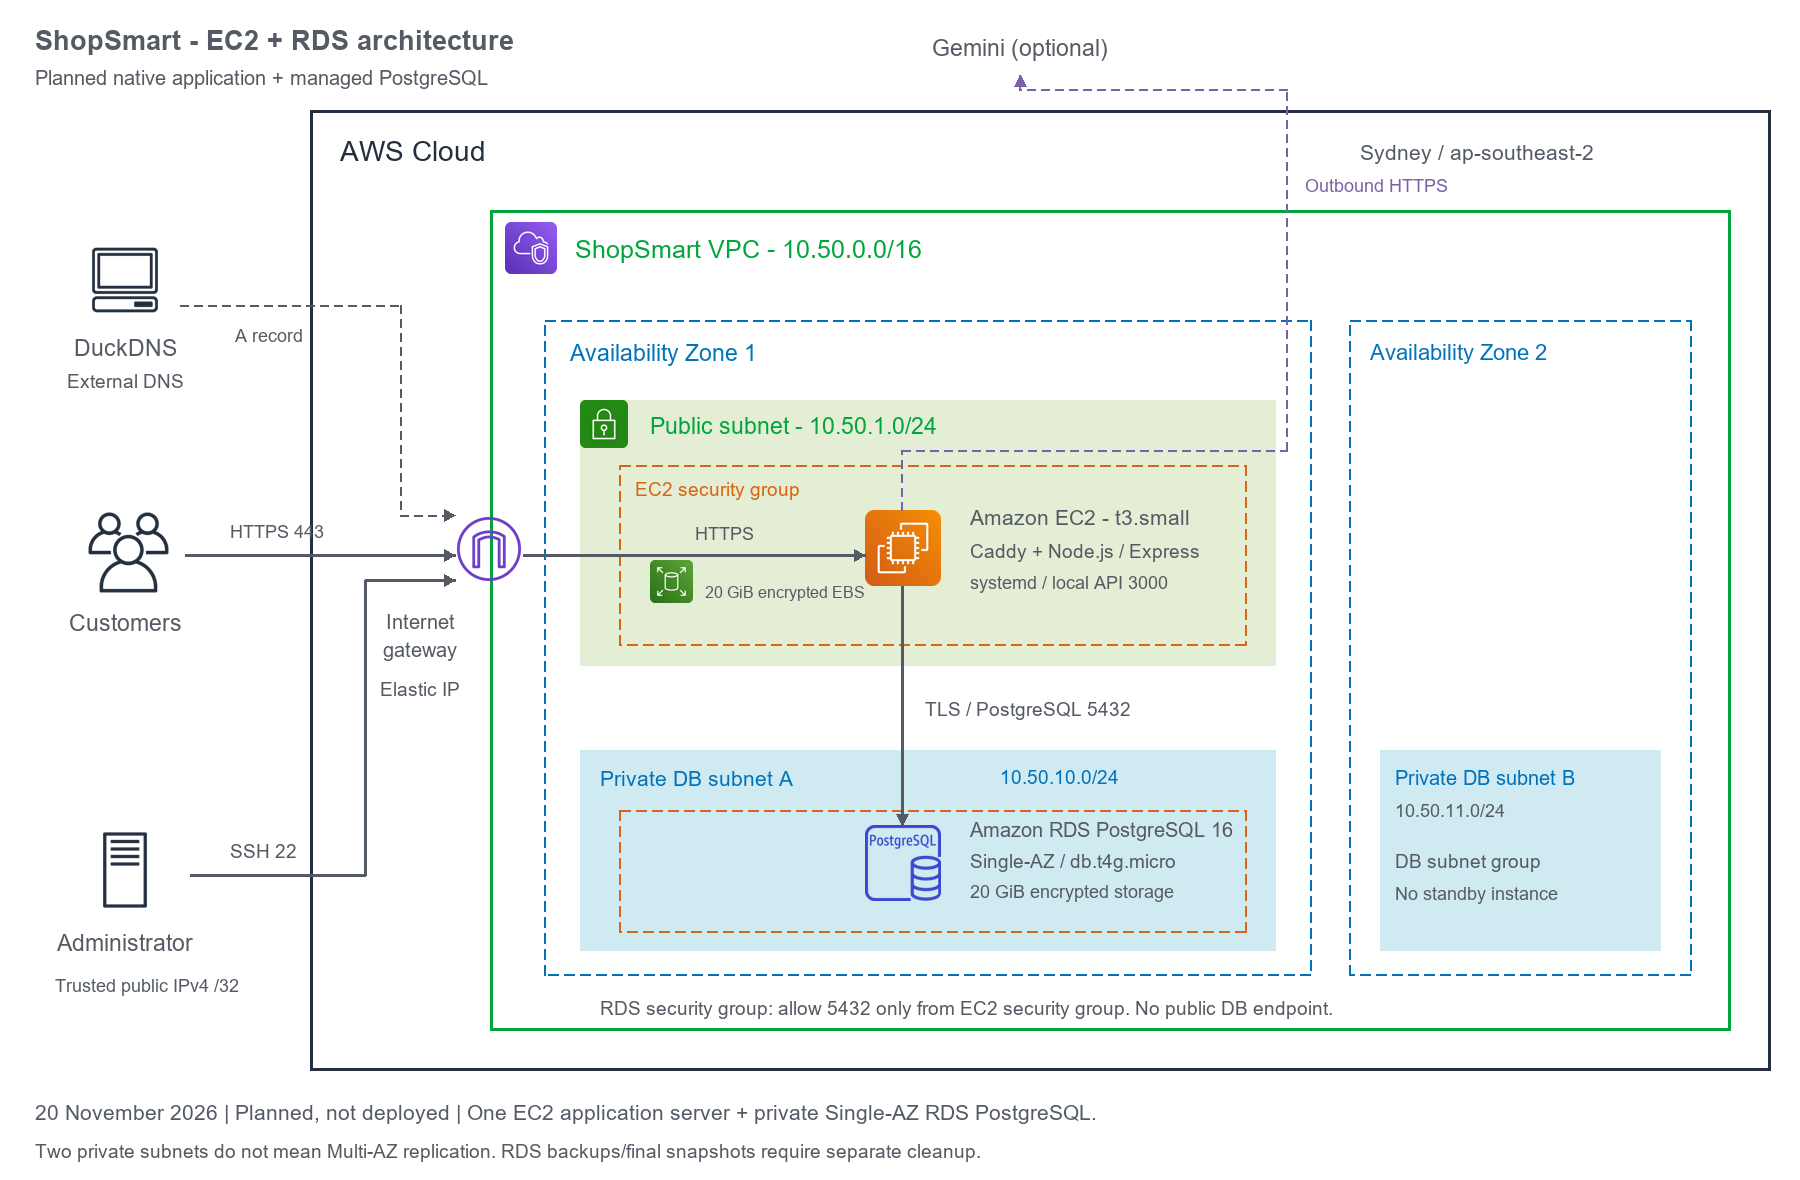 ShopSmart - EC2 + RDS architecture
Planned native application + managed PostgreSQL
Gemini (optional)
AWS Cloud
Sydney / ap-southeast-2
Outbound HTTPS
ShopSmart VPC - 10.50.0.0/16
A record
DuckDNS
External DNS
Availability Zone 1
Availability Zone 2
Public subnet - 10.50.1.0/24
EC2 security group
HTTPS 443
HTTPS
Amazon EC2 - t3.small
Caddy + Node.js / Express
systemd / local API 3000
20 GiB encrypted EBS
Customers
Internet
gateway
Elastic IP
TLS / PostgreSQL 5432
Private DB subnet A
10.50.10.0/24
Private DB subnet B
10.50.11.0/24
PostgreSQL
Amazon RDS PostgreSQL 16
Single-AZ / db.t4g.micro
20 GiB encrypted storage
DB subnet group
No standby instance
SSH 22
Administrator
Trusted public IPv4 /32
RDS security group: allow 5432 only from EC2 security group. No public DB endpoint.
20 November 2026 | Planned, not deployed | One EC2 application server + private Single-AZ RDS PostgreSQL.
Two private subnets do not mean Multi-AZ replication. RDS backups/final snapshots require separate cleanup.